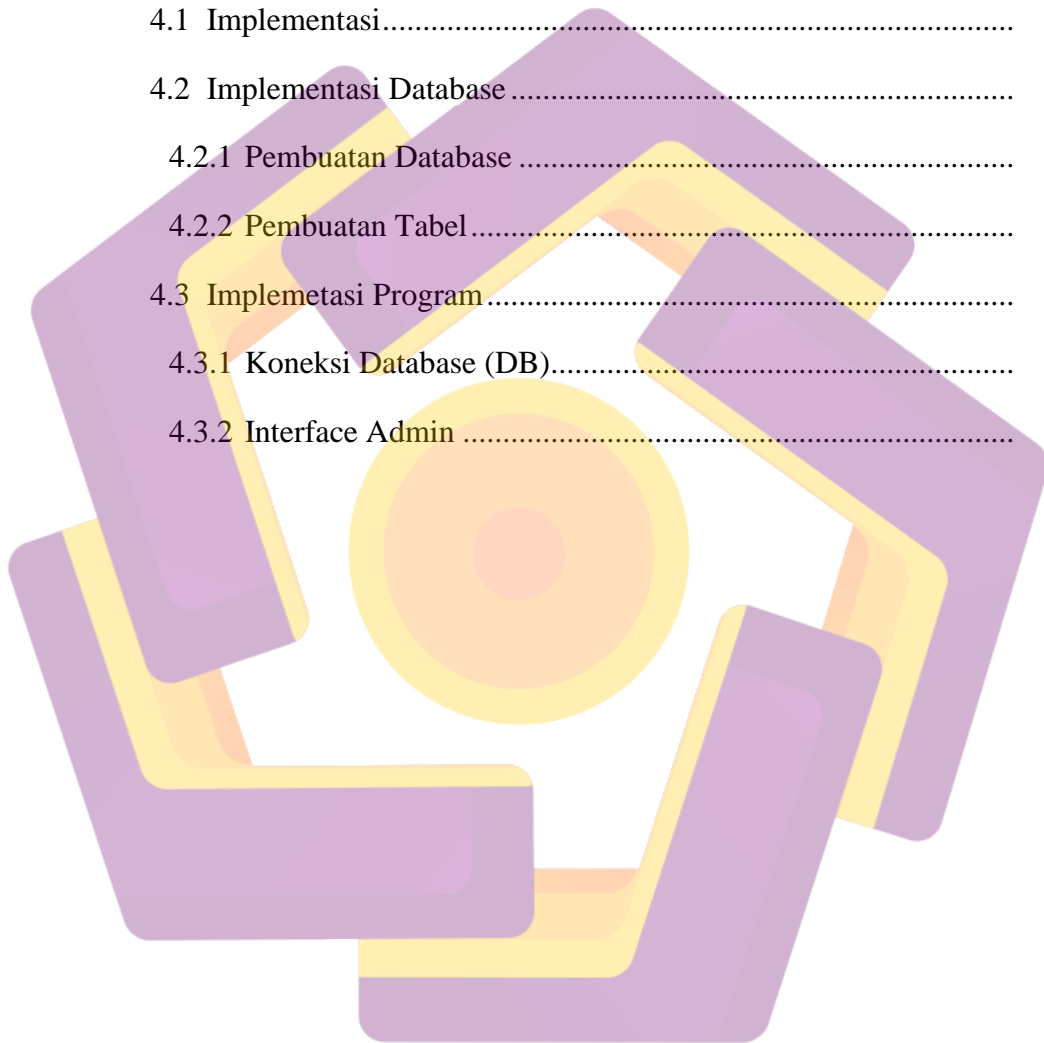 4.1 Implementasi................................................................................
4.2 Implementasi Database................................................................
4.2.1 Pembuatan Database...............................................................
4.2.2 Pembuatan Tabel.....................................................................
4.3 Implemetasi Program...................................................................
4.3.1 Koneksi Database (DB)...........................................................
4.3.2 Interface Admin......................................................................